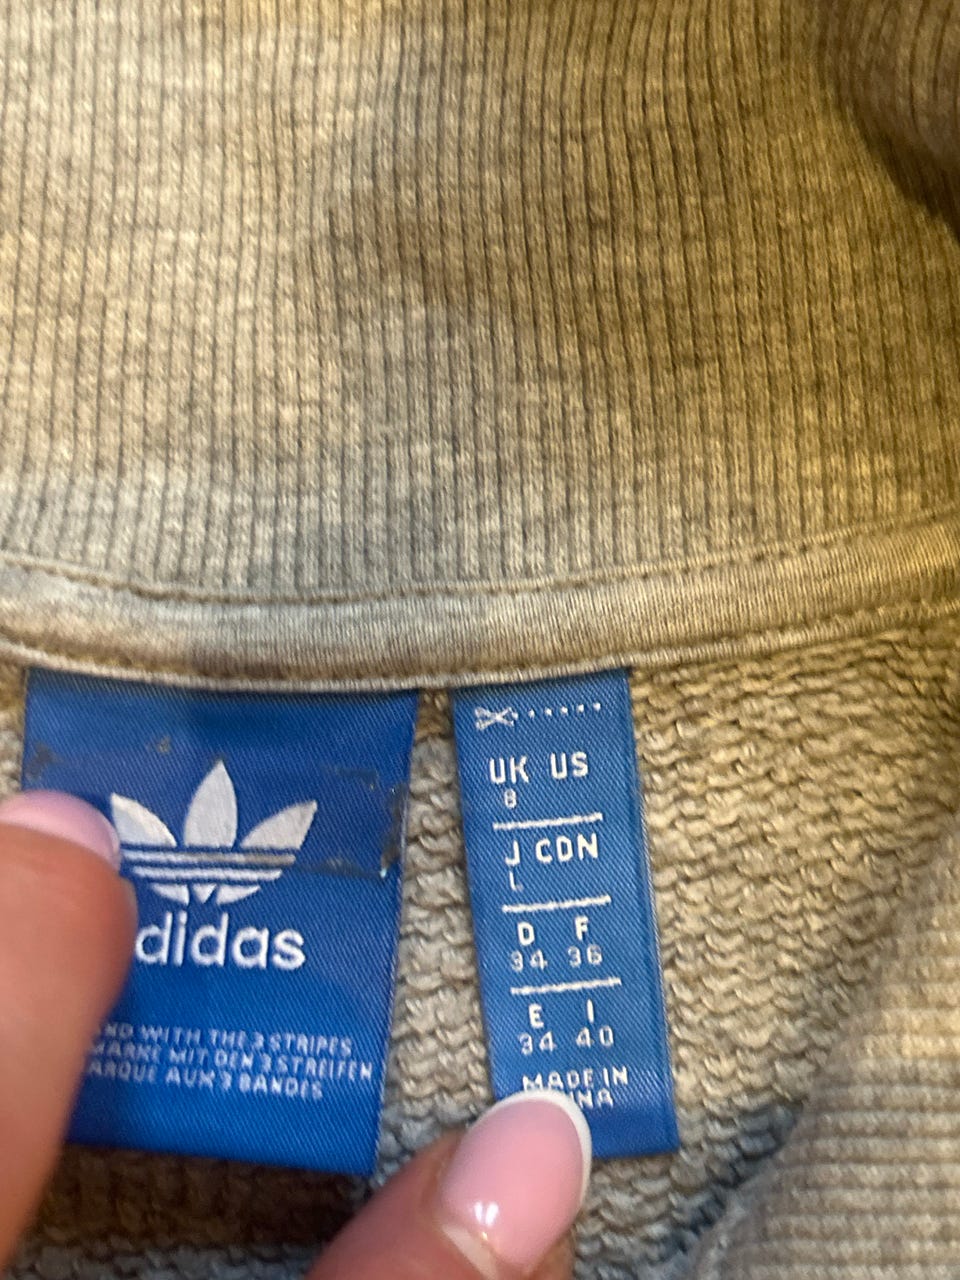 didas
ND WITH THE 3 STRIPES
MARKE MIT DEN 3 STREIFEN
ARQUE AUX 3 BANDES
UK US
8
J CDN
L
D F
34 36
E I
34 40
MADE IN
NA